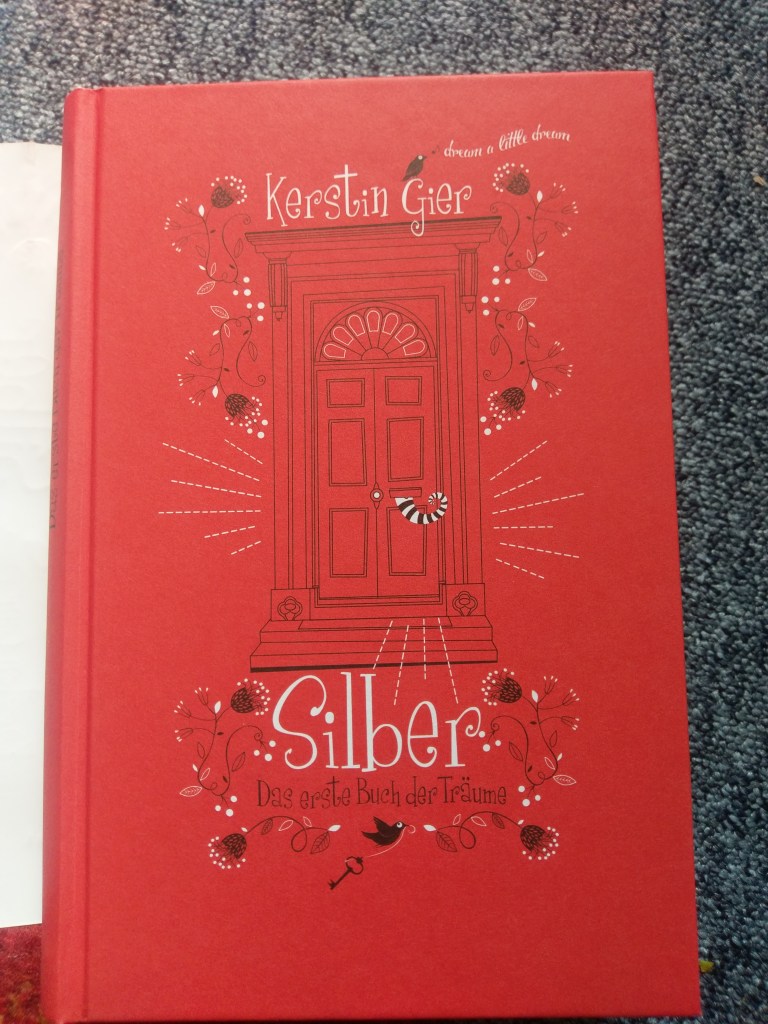 dream a little dream
Kerstin Gier
Silber
Das erste Buch der Träume